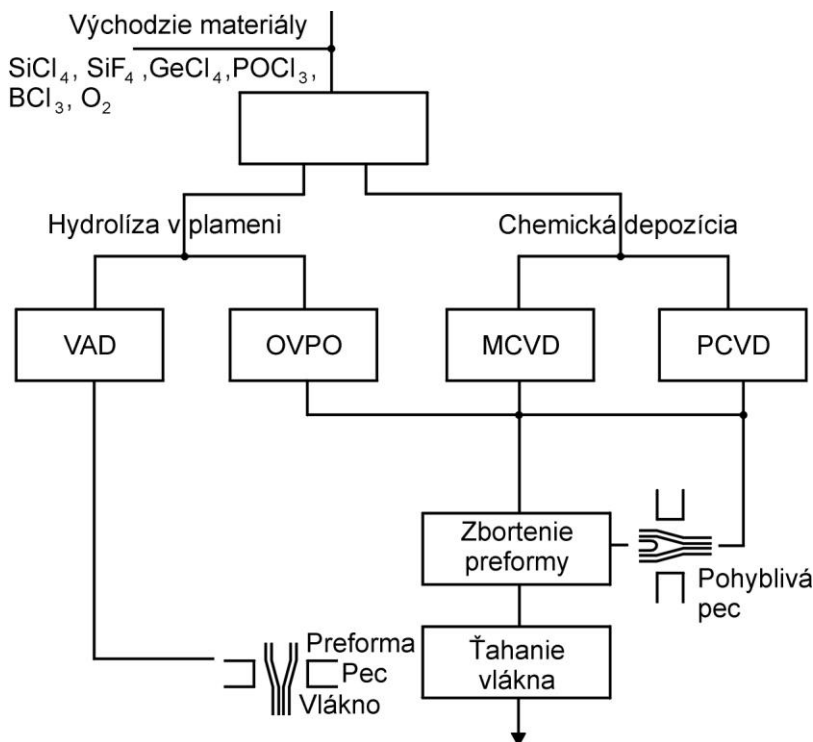 Východzie materiály
SiCl₄, SiF₄ ,GeCl₄,POCl₃,
BCl₃, O₂
Hydrolíza v plameni
Chemická depozícia
VAD
OVPO
MCVD
PCVD
Zbortenie
preformy
Pohyblivá
pec
Preforma
Pec
Vlákno
Ťahanie
vlákna